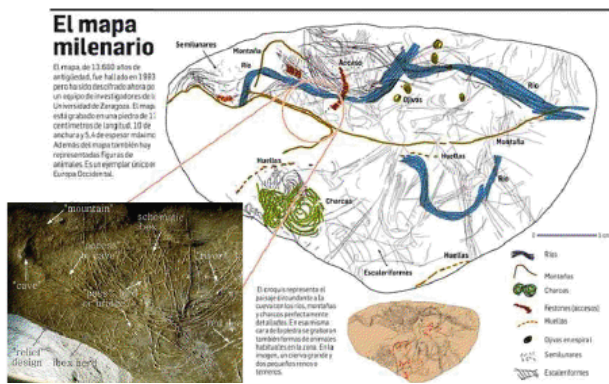 El mapa
milenario
El mapa, de 13.660 años de
antigüedad, fue hallado en 1993
pero ha sido descifrado ahora por
un equipo de investigadores de la
Universidad de Zaragoza. El mapa
está grabado en una piedra de 17
centímetros de longitud, 10 de
anchura y 5,4 de espesor máximo.
Además del mapa también hay
representadas figuras de
animales. Es un ejemplar único en
Europa Occidental.
Semilunares
Montaña
Río
Acceso
Ojivas
Río
Montaña
Huellas
Huellas
Charcas
Río
Huellas
Escaleriformes
"mountain"
schematic
ibex
access
to cave
"river"
"cave"
"relief"
design
ibex herd
El croquis representa el
paisaje circundante a la
cueva con los ríos, montañas
y charcas perfectamente
detallados. En esa misma
cara de la piedra se grabaron
también formas de animales
habituales en la zona. En la
imagen, un ciervo grande y
dos pequeños renos o
terneros.
Ríos
Montañas
Charcas
Festones (accesos)
Huellas
Ojivas en espiral
Semilunares
Escaleriformes